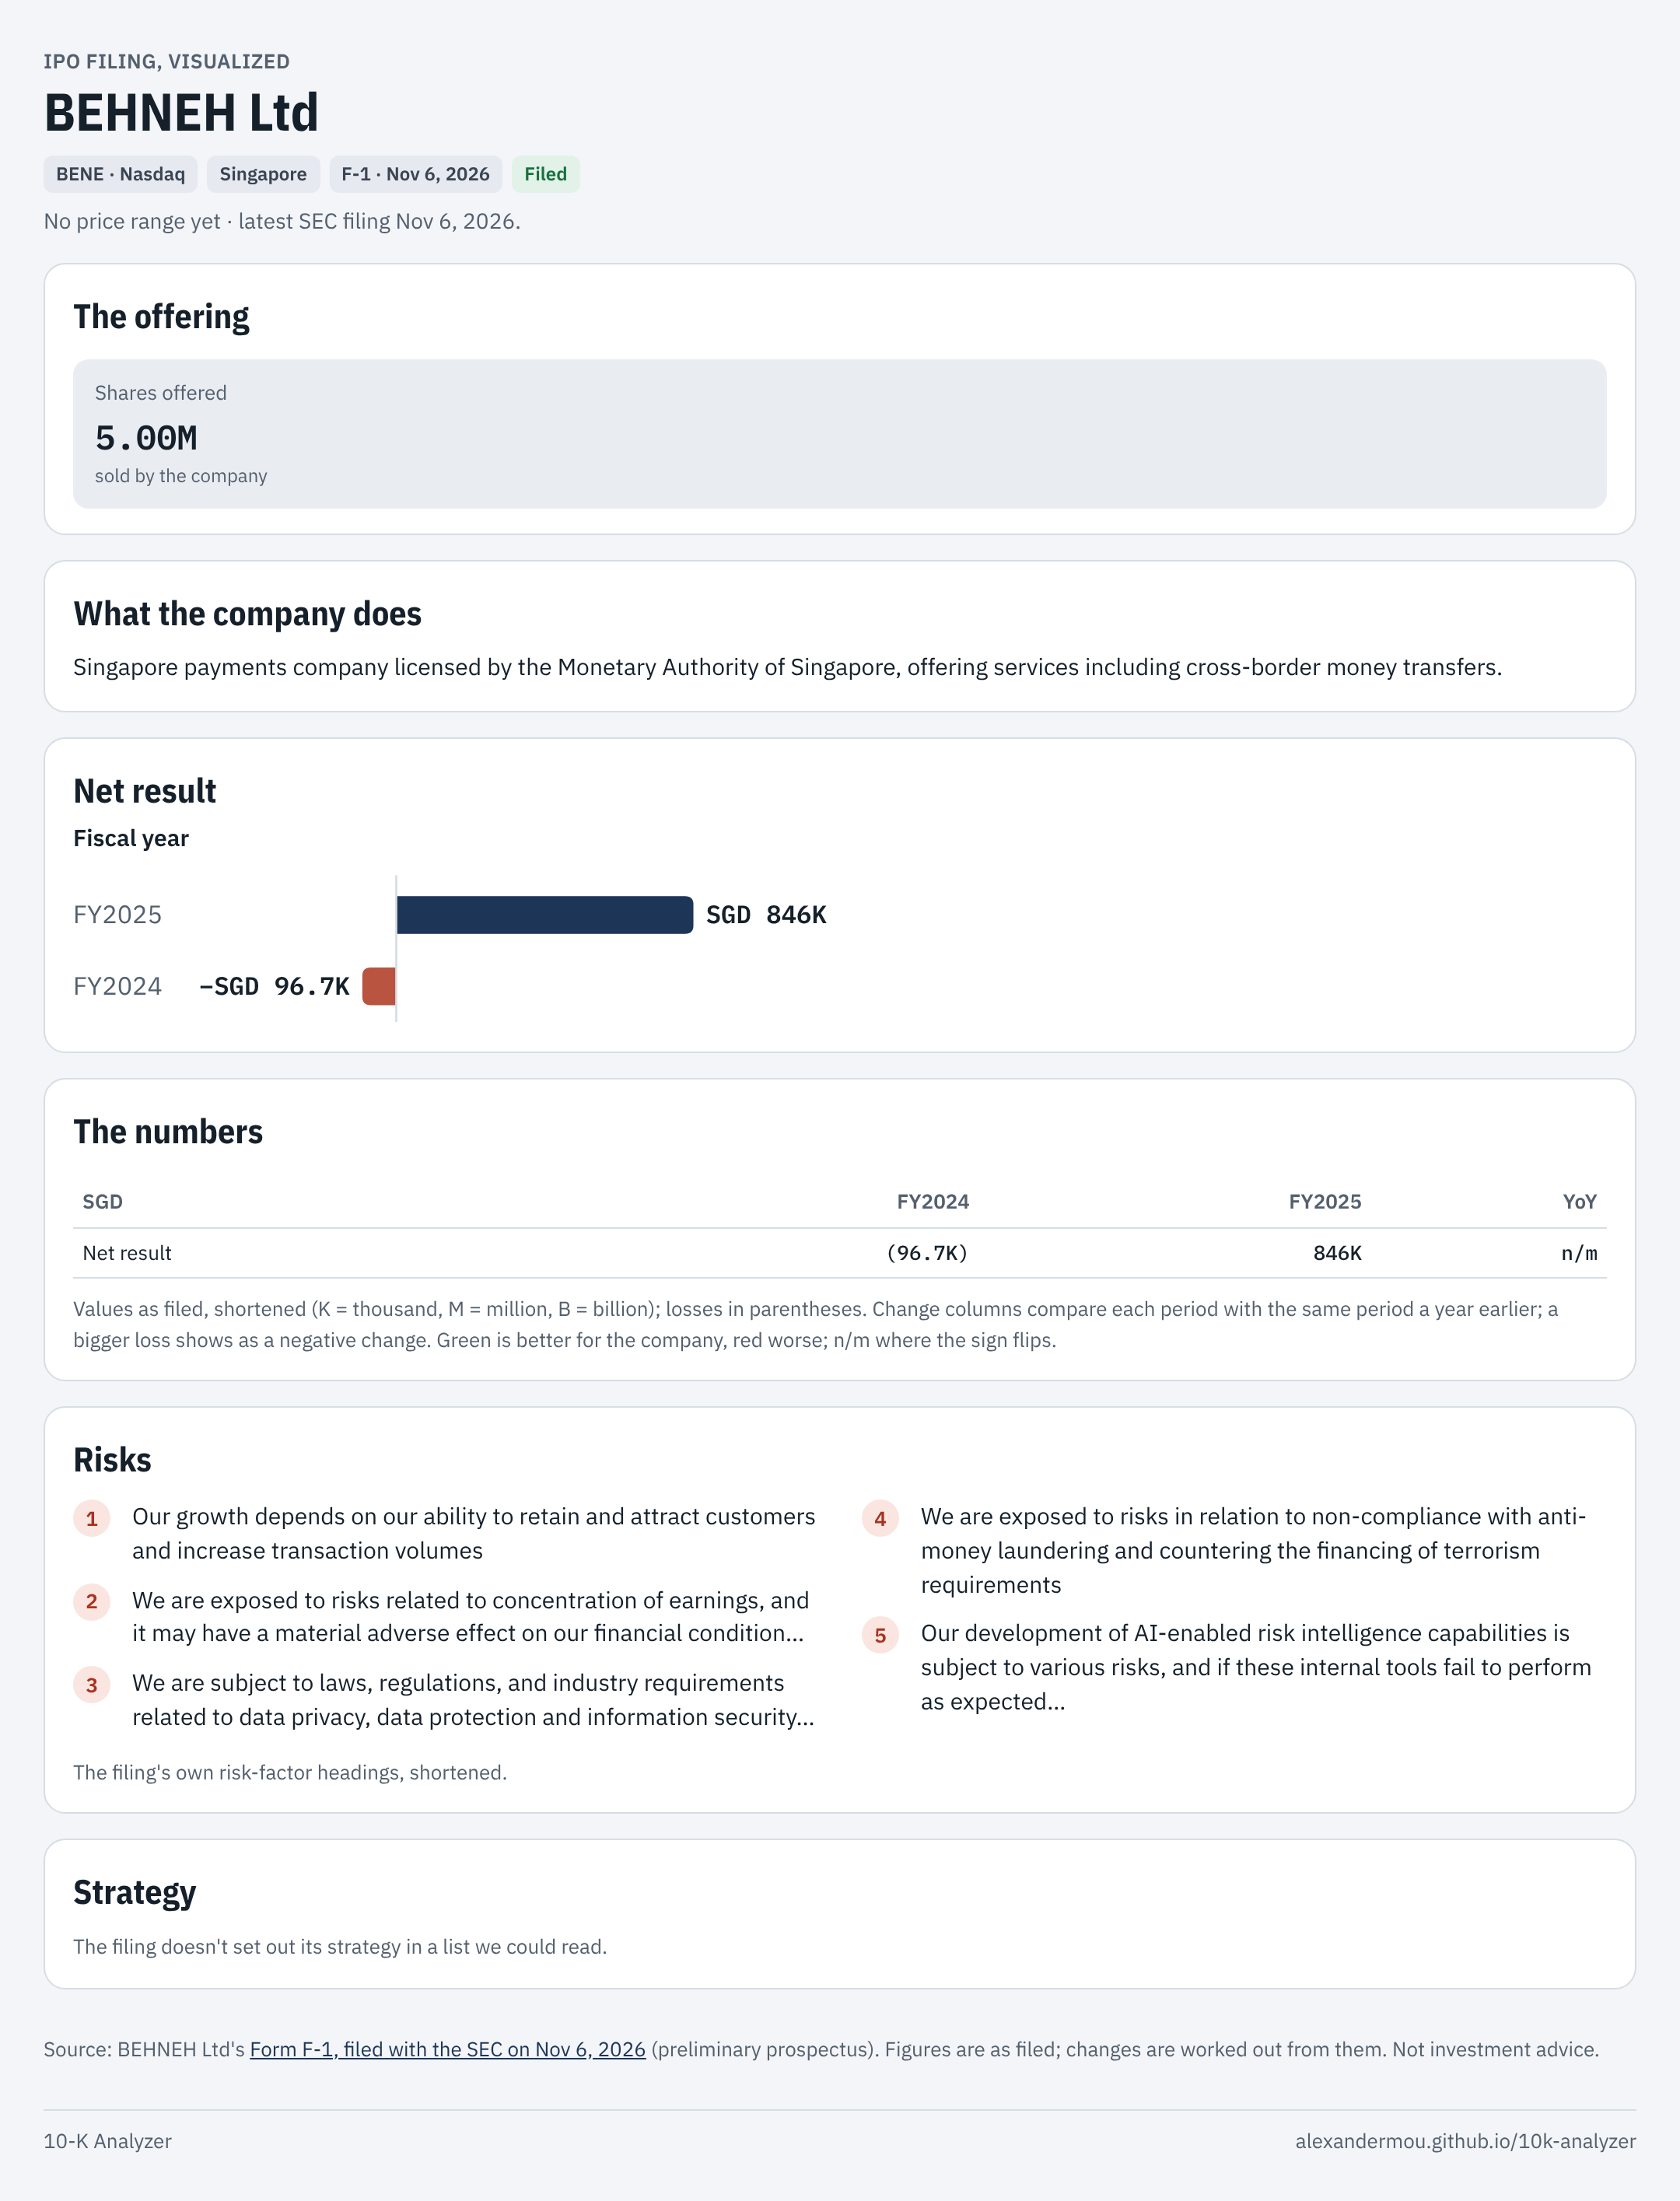 IPO FILING, VISUALIZED
BEHNEH Ltd
BENE · Nasdaq
Singapore
F-1 · Nov 6, 2026
Filed
No price range yet · latest SEC filing Nov 6, 2026.
The offering
Shares offered
5.00M
sold by the company
What the company does
Singapore payments company licensed by the Monetary Authority of Singapore, offering services including cross-border money transfers.
Net result
Fiscal year
FY2025 SGD 846K
FY2024 −SGD 96.7K
The numbers
SGD FY2024 FY2025 YoY
Net result (96.7K) 846K n/m
Values as filed, shortened (K = thousand, M = million, B = billion); losses in parentheses. Change columns compare each period with the same period a year earlier; a
bigger loss shows as a negative change. Green is better for the company, red worse; n/m where the sign flips.
Risks
1 Our growth depends on our ability to retain and attract customers
and increase transaction volumes
2 We are exposed to risks related to concentration of earnings, and
it may have a material adverse effect on our financial condition…
3 We are subject to laws, regulations, and industry requirements
related to data privacy, data protection and information security…
4 We are exposed to risks in relation to non-compliance with anti-
money laundering and countering the financing of terrorism
requirements
5 Our development of AI-enabled risk intelligence capabilities is
subject to various risks, and if these internal tools fail to perform
as expected…
The filing's own risk-factor headings, shortened.
Strategy
The filing doesn't set out its strategy in a list we could read.
Source: BEHNEH Ltd's Form F-1, filed with the SEC on Nov 6, 2026 (preliminary prospectus). Figures are as filed; changes are worked out from them. Not investment advice.
10-K Analyzer
alexandermou.github.io/10k-analyzer